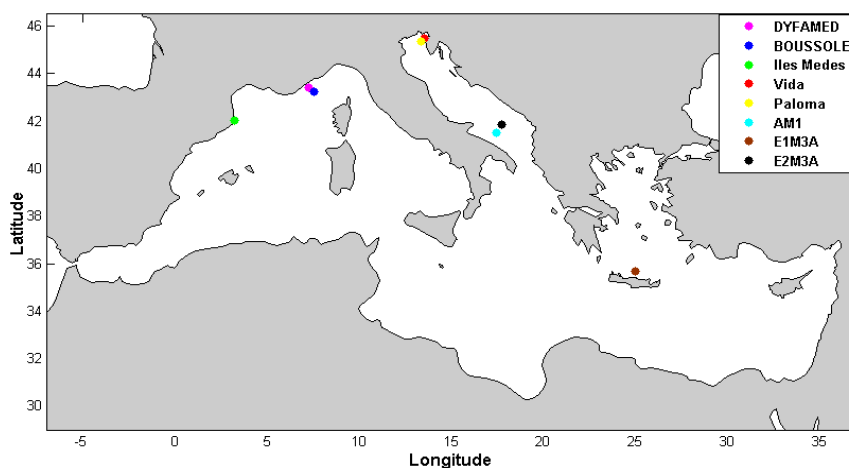 46
44
42
40
38
36
34
32
30
Latitude
-5
0
5
10
15
20
25
30
35
Longitude
DYFAMED
BOUSSOLE
Iles Medes
Vida
Paloma
AM1
E1M3A
E2M3A